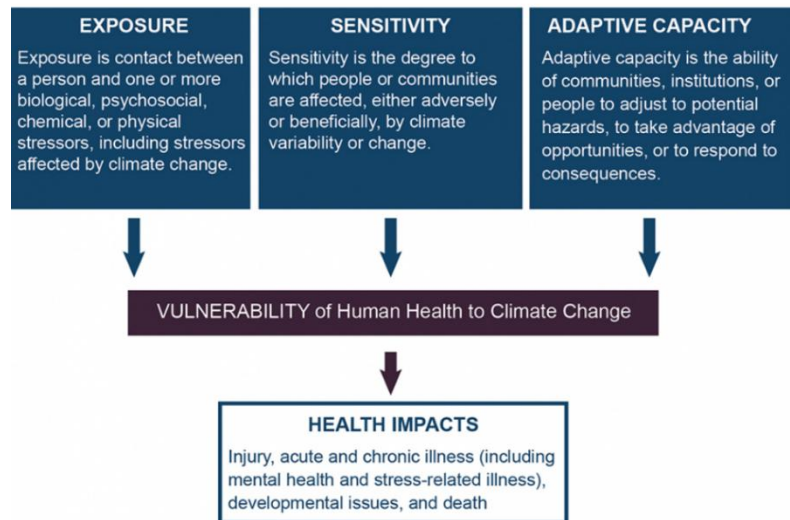 EXPOSURE
Exposure is contact between
a person and one or more
biological, psychosocial,
chemical, or physical
stressors, including stressors
affected by climate change.
SENSITIVITY
Sensitivity is the degree to
which people or communities
are affected, either adversely
or beneficially, by climate
variability or change.
ADAPTIVE CAPACITY
Adaptive capacity is the ability
of communities, institutions, or
people to adjust to potential
hazards, to take advantage of
opportunities, or to respond to
consequences.
VULNERABILITY of Human Health to Climate Change
HEALTH IMPACTS
Injury, acute and chronic illness (including
mental health and stress-related illness),
developmental issues, and death